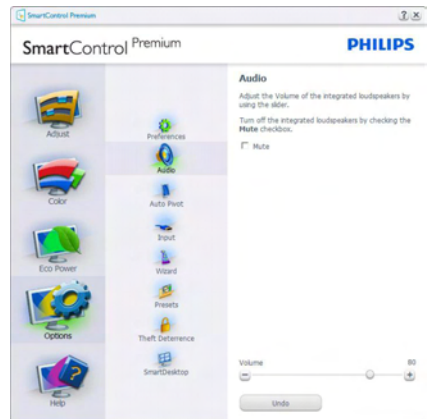 SmartControl Premium
SmartControl Premium
PHILIPS
Adjust
Color
Eco Power
Options
Help
Preferences
Audio
Auto Pivot
Input
Wizard
Presets
Theft Deterrence
SmartDesktop
Audio
Adjust the Volume of the integrated loudspeakers by
using the slider.
Turn off the integrated loudspeakers by checking the
Mute checkbox.
Mute
Volume 80
Undo